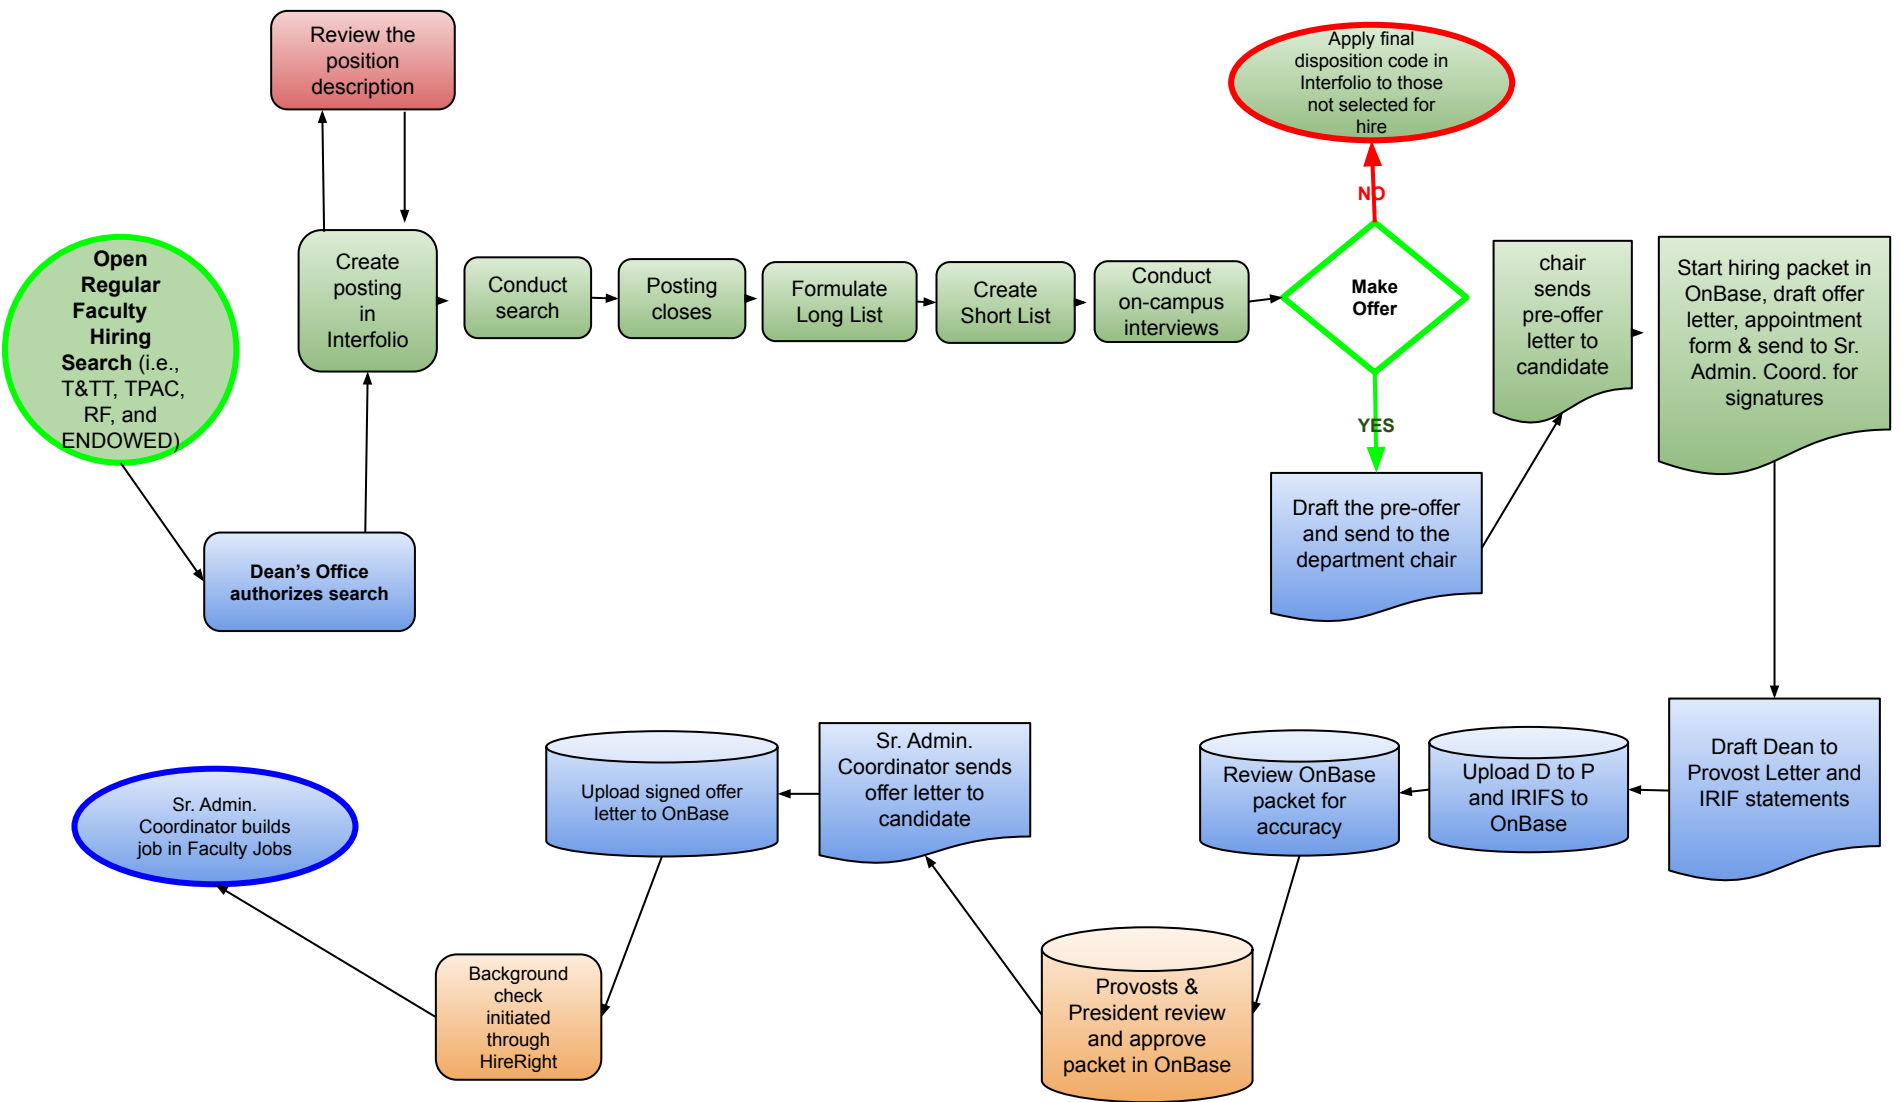 Review the
position
description
Apply final
disposition code in
Interfolio to those
not selected for
hire
NO
Open
Regular
Faculty
Hiring
Search (i.e.,
T&TT, TPAC,
RF, and
ENDOWED)
Create
posting
in
Interfolio
Conduct
search
Posting
closes
Formulate
Long List
Create
Short List
Conduct
on-campus
interviews
Make
Offer
chair
sends
pre-offer
letter to
candidate
Start hiring packet in
OnBase, draft offer
letter, appointment
form & send to Sr.
Admin. Coord. for
signatures
YES
Dean's Office
authorizes search
Draft the pre-offer
and send to the
department chair
Sr. Admin.
Coordinator builds
job in Faculty Jobs
Upload signed offer
letter to OnBase
Sr. Admin.
Coordinator sends
offer letter to
candidate
Review OnBase
packet for
accuracy
Upload D to P
and IRIFS to
OnBase
Draft Dean to
Provost Letter and
IRIF statements
Background
check
initiated
through
HireRight
Provosts &
President review
and approve
packet in OnBase